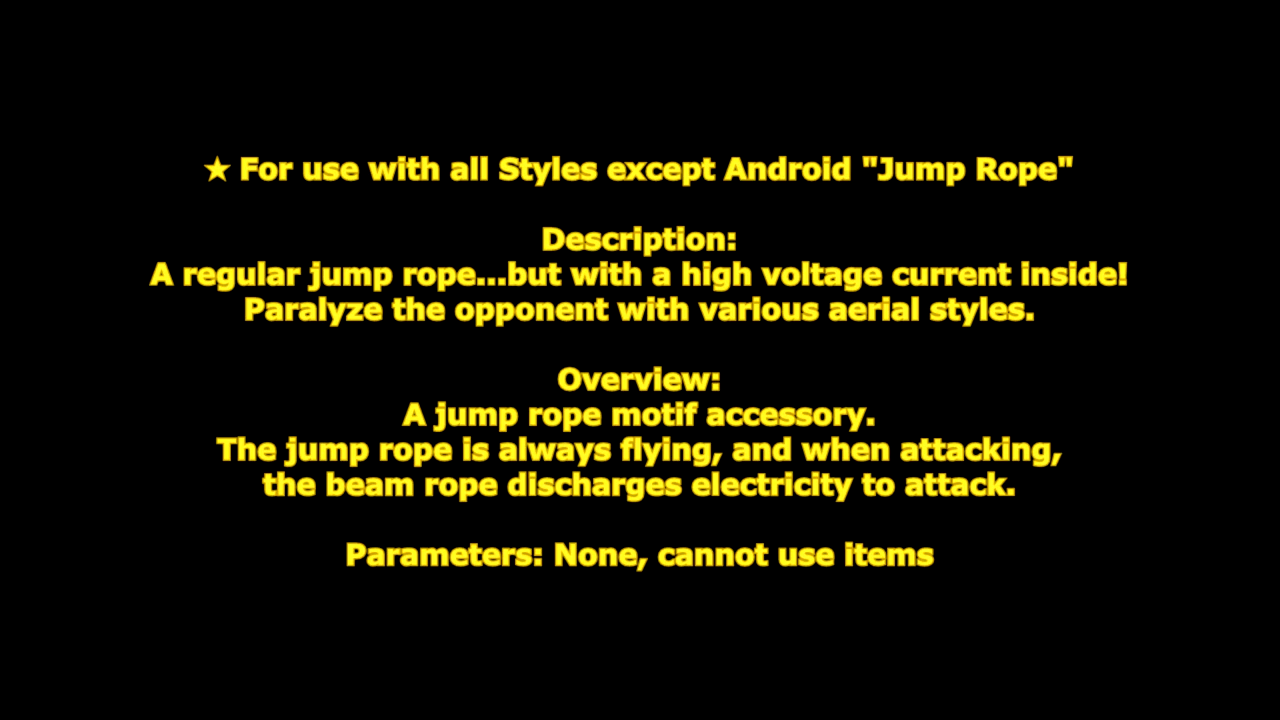 ★ For use with all Styles except Android "Jump Rope"
Description:
A regular jump rope...but with a high voltage current inside!
Paralyze the opponent with various aerial styles.
Overview:
A jump rope motif accessory.
The jump rope is always flying, and when attacking,
the beam rope discharges electricity to attack.
Parameters: None, cannot use items